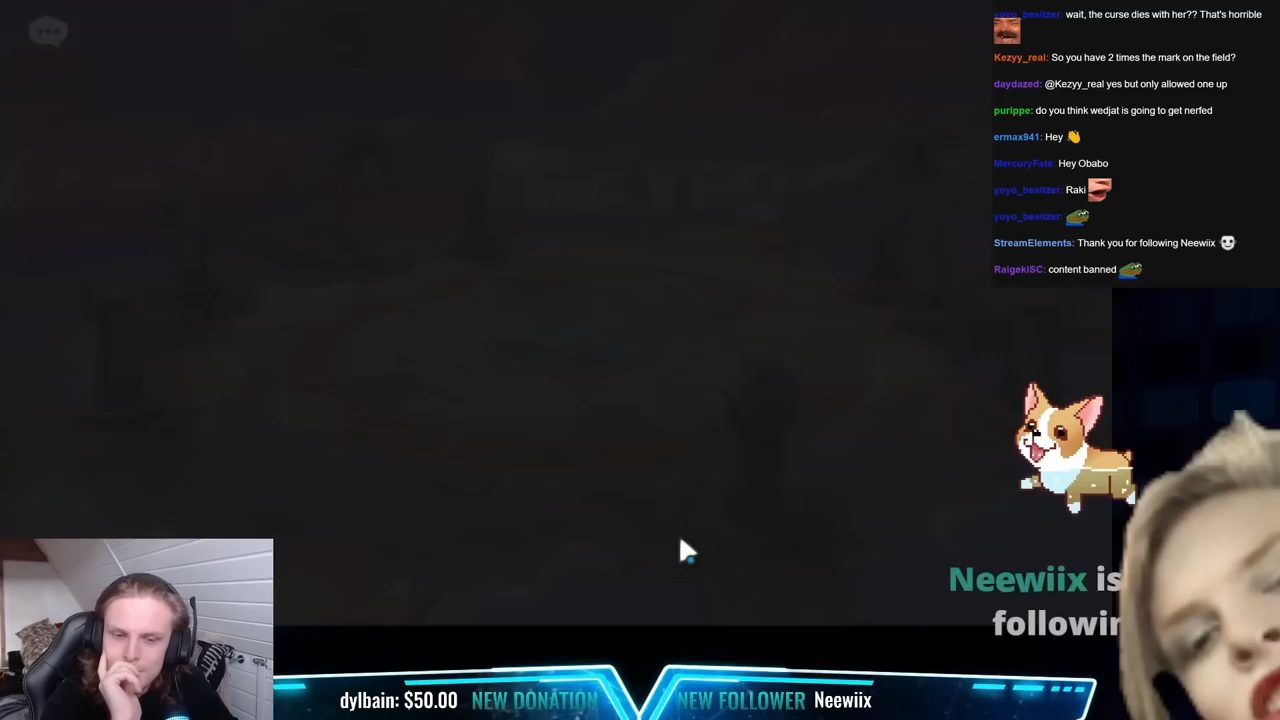 yoyo_besitzer: wait, the curse dies with her?? That's horrible
Kezyy_real: So you have 2 times the mark on the field?
daydazed: @Kezyy_real yes but only allowed one up
purippe: do you think wedjat is going to get nerfed
ermax941: Hey
MercuryFate: Hey Obabo
yoyo_besitzer: Raki
yoyo_besitzer:
StreamElements: Thank you for following Neewiix
RaigekiSC: content banned
Neewiix is
followin
dylbain: $50.00 NEW DONATION NEW FOLLOWER Neewiix